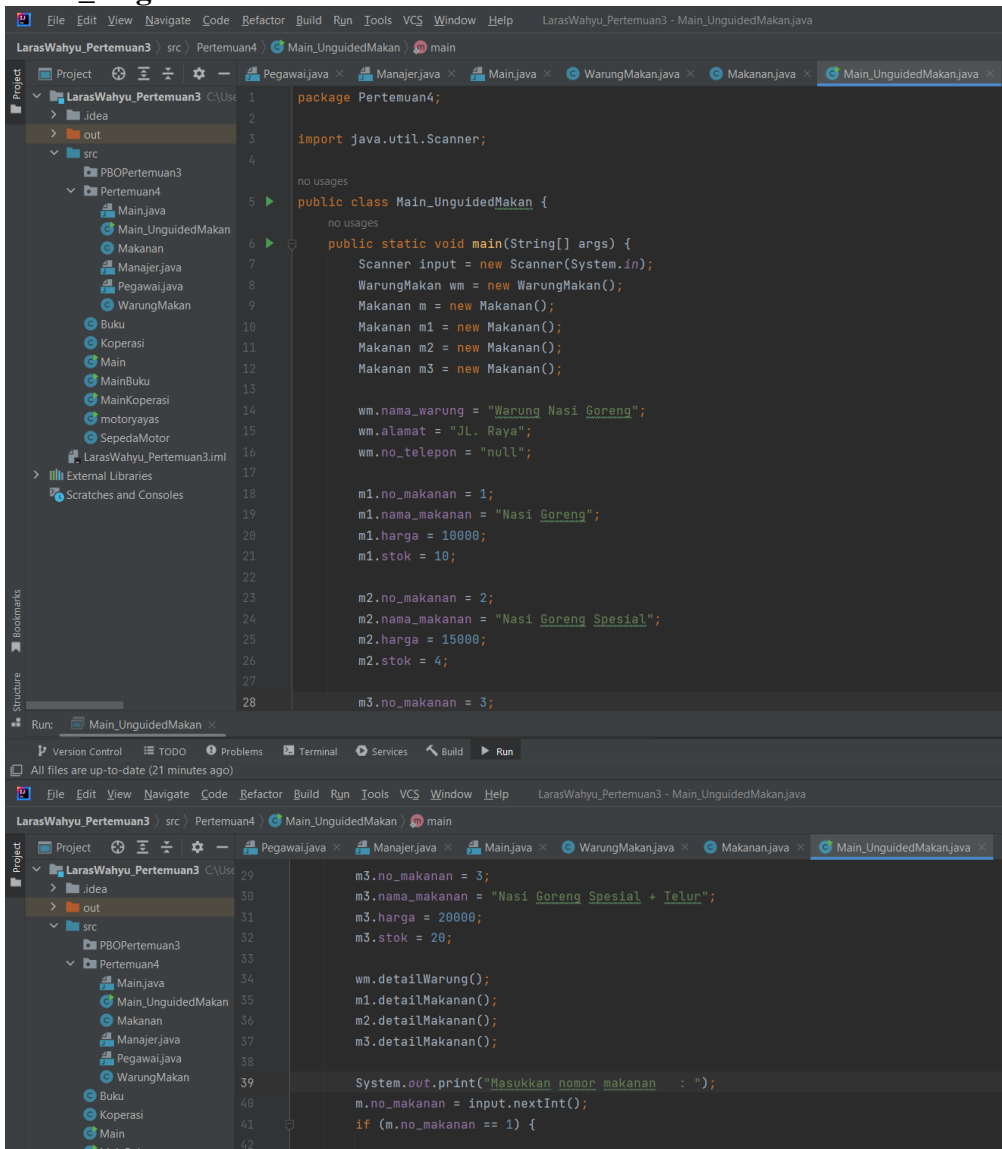 File Edit View Navigate Code Refactor Build Run Tools VCS Window Help LarasWahyu_Pertemuan3 - Main_UnguidedMakan.java
LarasWahyu_Pertemuan3 src Pertemuan4 Main_UnguidedMakan main
Project Pegawai.java Manajer.java Main.java WarungMakan.java Makanan.java Main_UnguidedMakan.java
Project
LarasWahyu_Pertemuan3 C:\Use
.idea
out
src
PBOPertemuan3
Pertemuan4
Main.java
Main_UnguidedMakan
Makanan
Manajer.java
Pegawai.java
WarungMakan
Buku
Koperasi
Main
MainBuku
MainKoperasi
motoryayas
SepedaMotor
LarasWahyu_Pertemuan3.iml
External Libraries
Scratches and Consoles
Bookmarks
Structure
1 package Pertemuan4;
2
3 import java.util.Scanner;
4
no usages
5 public class Main_UnguidedMakan {
no usages
6 public static void main(String[] args) {
7 Scanner input = new Scanner(System.in);
8 WarungMakan wm = new WarungMakan();
9 Makanan m = new Makanan();
10 Makanan m1 = new Makanan();
11 Makanan m2 = new Makanan();
12 Makanan m3 = new Makanan();
13
14 wm.nama_warung = "Warung Nasi Goreng";
15 wm.alamat = "JL. Raya";
16 wm.no_telepon = "null";
17
18 m1.no_makanan = 1;
19 m1.nama_makanan = "Nasi Goreng";
20 m1.harga = 10000;
21 m1.stok = 10;
22
23 m2.no_makanan = 2;
24 m2.nama_makanan = "Nasi Goreng Spesial";
25 m2.harga = 15000;
26 m2.stok = 4;
27
28 m3.no_makanan = 3;
Run: Main_UnguidedMakan
Version Control TODO Problems Terminal Services Build Run
All files are up-to-date (21 minutes ago)
File Edit View Navigate Code Refactor Build Run Tools VCS Window Help LarasWahyu_Pertemuan3 - Main_UnguidedMakan.java
LarasWahyu_Pertemuan3 src Pertemuan4 Main_UnguidedMakan main
Project Pegawai.java Manajer.java Main.java WarungMakan.java Makanan.java Main_UnguidedMakan.java
Project
LarasWahyu_Pertemuan3 C:\Use
.idea
out
src
PBOPertemuan3
Pertemuan4
Main.java
Main_UnguidedMakan
Makanan
Manajer.java
Pegawai.java
WarungMakan
Buku
Koperasi
Main
29 m3.no_makanan = 3;
30 m3.nama_makanan = "Nasi Goreng Spesial + Telur";
31 m3.harga = 20000;
32 m3.stok = 20;
33
34 wm.detailWarung();
35 m1.detailMakanan();
36 m2.detailMakanan();
37 m3.detailMakanan();
38
39 System.out.print("Masukkan nomor makanan   : ");
40 m.no_makanan = input.nextInt();
41 if (m.no_makanan == 1) {
42